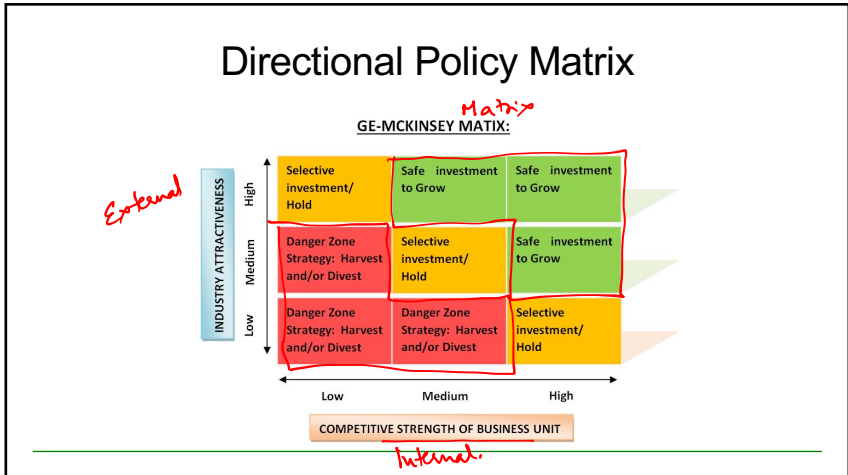 Directional Policy Matrix
Matrix
GE-MCKINSEY MATIX:
External
INDUSTRY ATTRACTIVENESS
High
Selective
investment/
Hold
Safe investment
to Grow
Safe investment
to Grow
Medium
Danger Zone
Strategy: Harvest
and/or Divest
Selective
investment/
Hold
Safe investment
to Grow
Low
Danger Zone
Strategy: Harvest
and/or Divest
Danger Zone
Strategy: Harvest
and/or Divest
Selective
investment/
Hold
Low Medium High
COMPETITIVE STRENGTH OF BUSINESS UNIT
Internal.